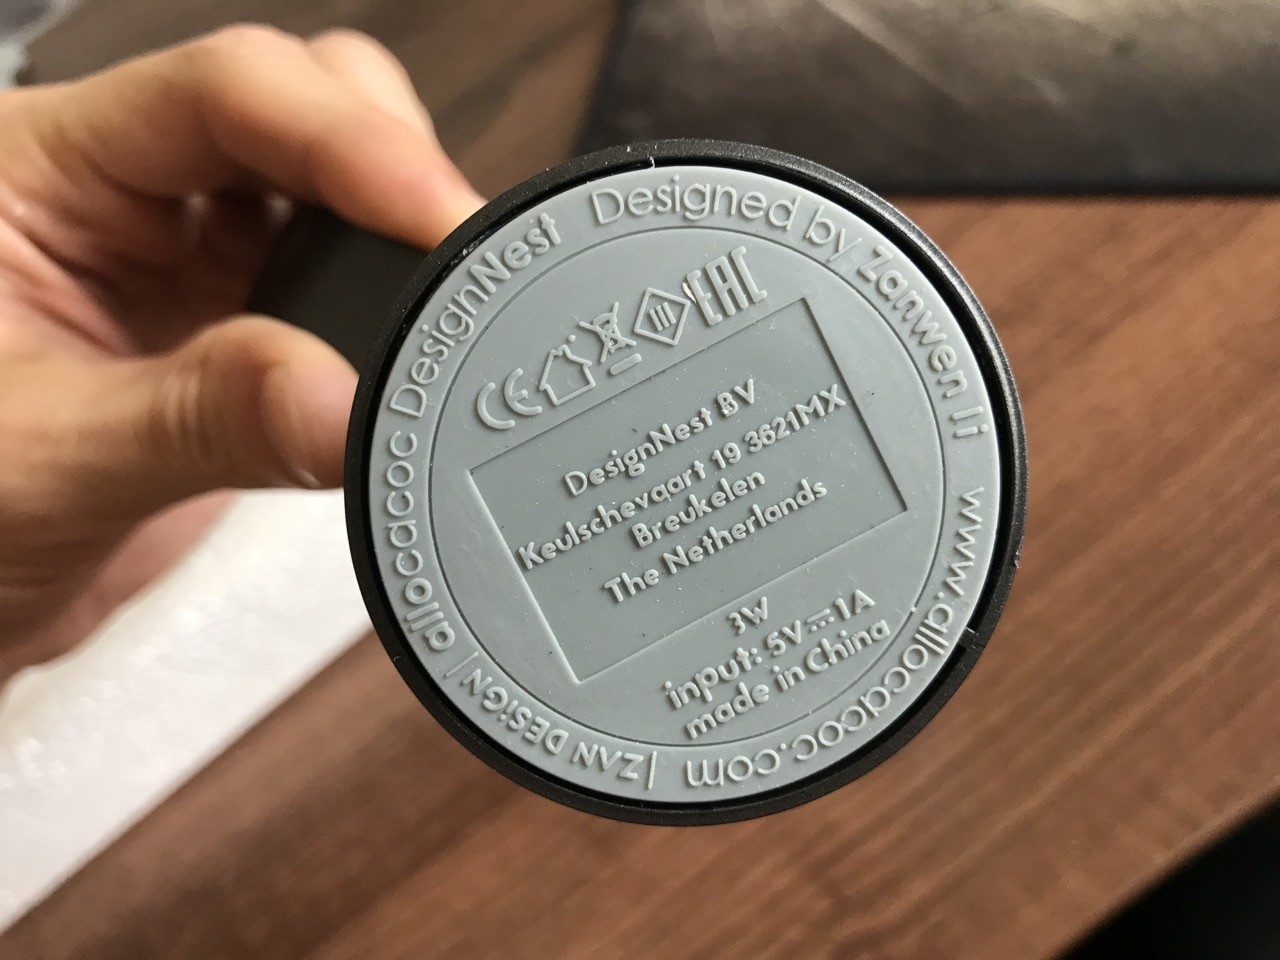 allocacoc DesignNest Designed by Zanwen li www.allocacoc.com |ZAN DESiGN|
CE EAC
DesignNest BV
Keulschevaart 19 3621MX
Breukelen
The Netherlands
3W
input: 5V⎓1A
made in China